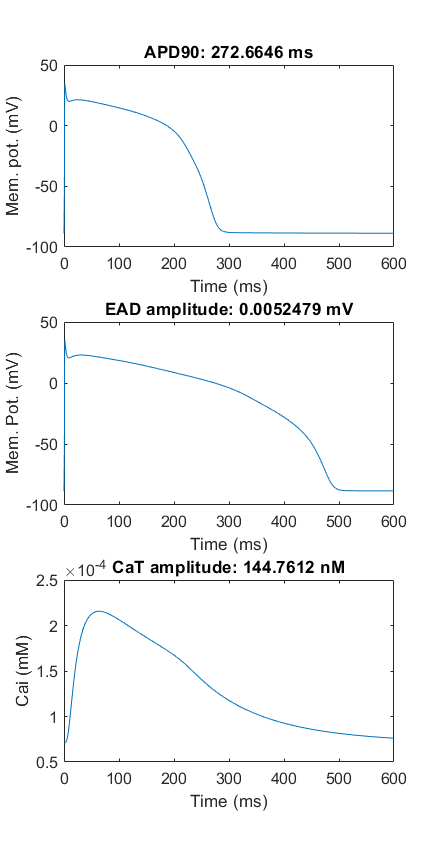 APD90: 272.6646 ms
50
0
-50
-100
Mem. pot. (mV)
0 100 200 300 400 500 600
Time (ms)
EAD amplitude: 0.0052479 mV
50
0
-50
-100
Mem. Pot. (mV)
0 100 200 300 400 500 600
Time (ms)
×10-4 CaT amplitude: 144.7612 nM
2.5
2
1.5
1
0.5
Cai (mM)
0 100 200 300 400 500 600
Time (ms)